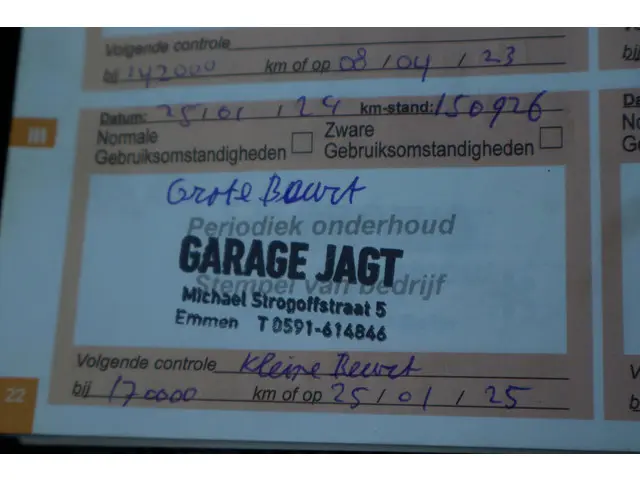 Volgende controle
bij 142000 km of op 08 / 04 / 23
Datum: 25 / 01 / 24 km-stand: 150926
Normale Gebruiksomstandigheden
Zware Gebruiksomstandigheden
Grote Beurt
Periodiek onderhoud
GARAGE JAGT
Stempel van bedrijf
Michael Strogoffstraat 5
Emmen T 0591-614846
Volgende controle Kleine Beurt
bij 170000 km of op 25 / 01 / 25
22